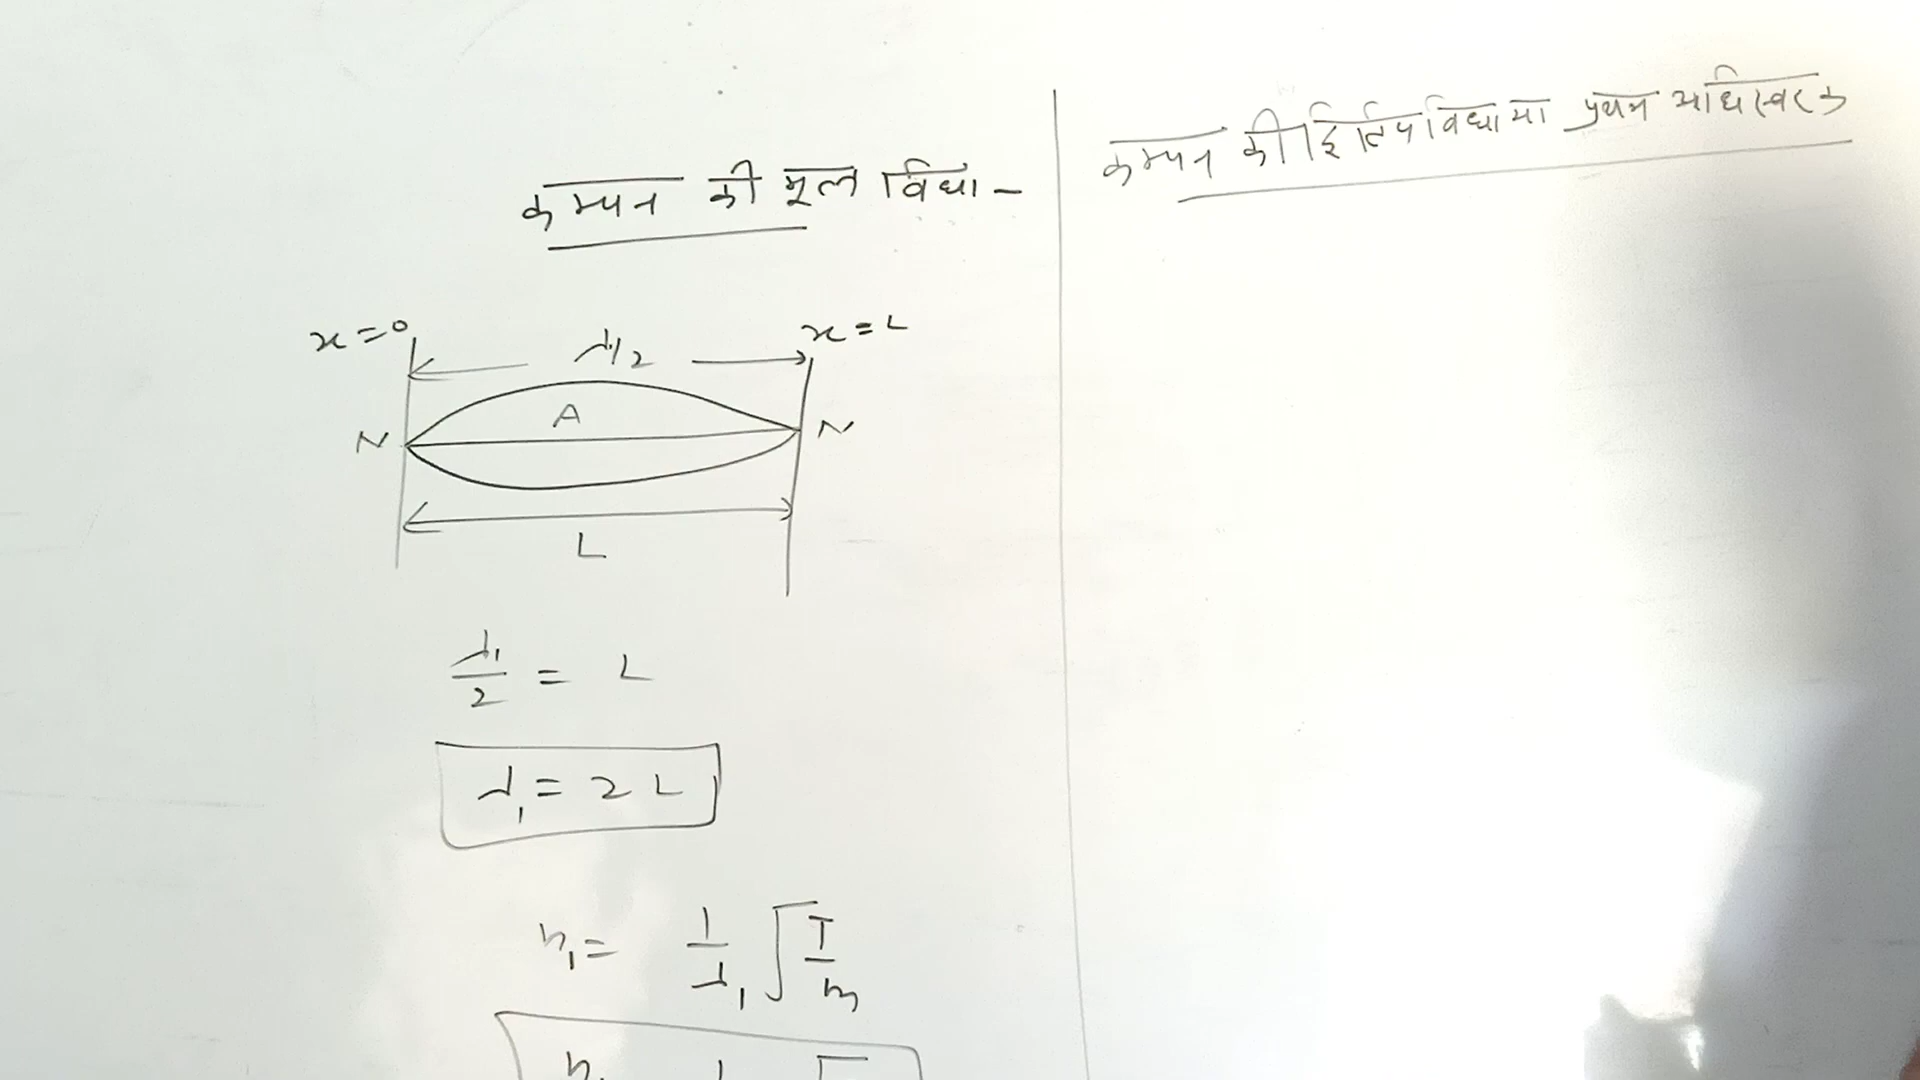 कम्पन की मूल विधा –
x=0 λ1/2 x=L
N A N
L
λ1/2 = L
λ1 = 2L
n1 = 1/λ1 √T/m
कम्पन की द्वितिय विधा या प्रथम अधिस्वरक